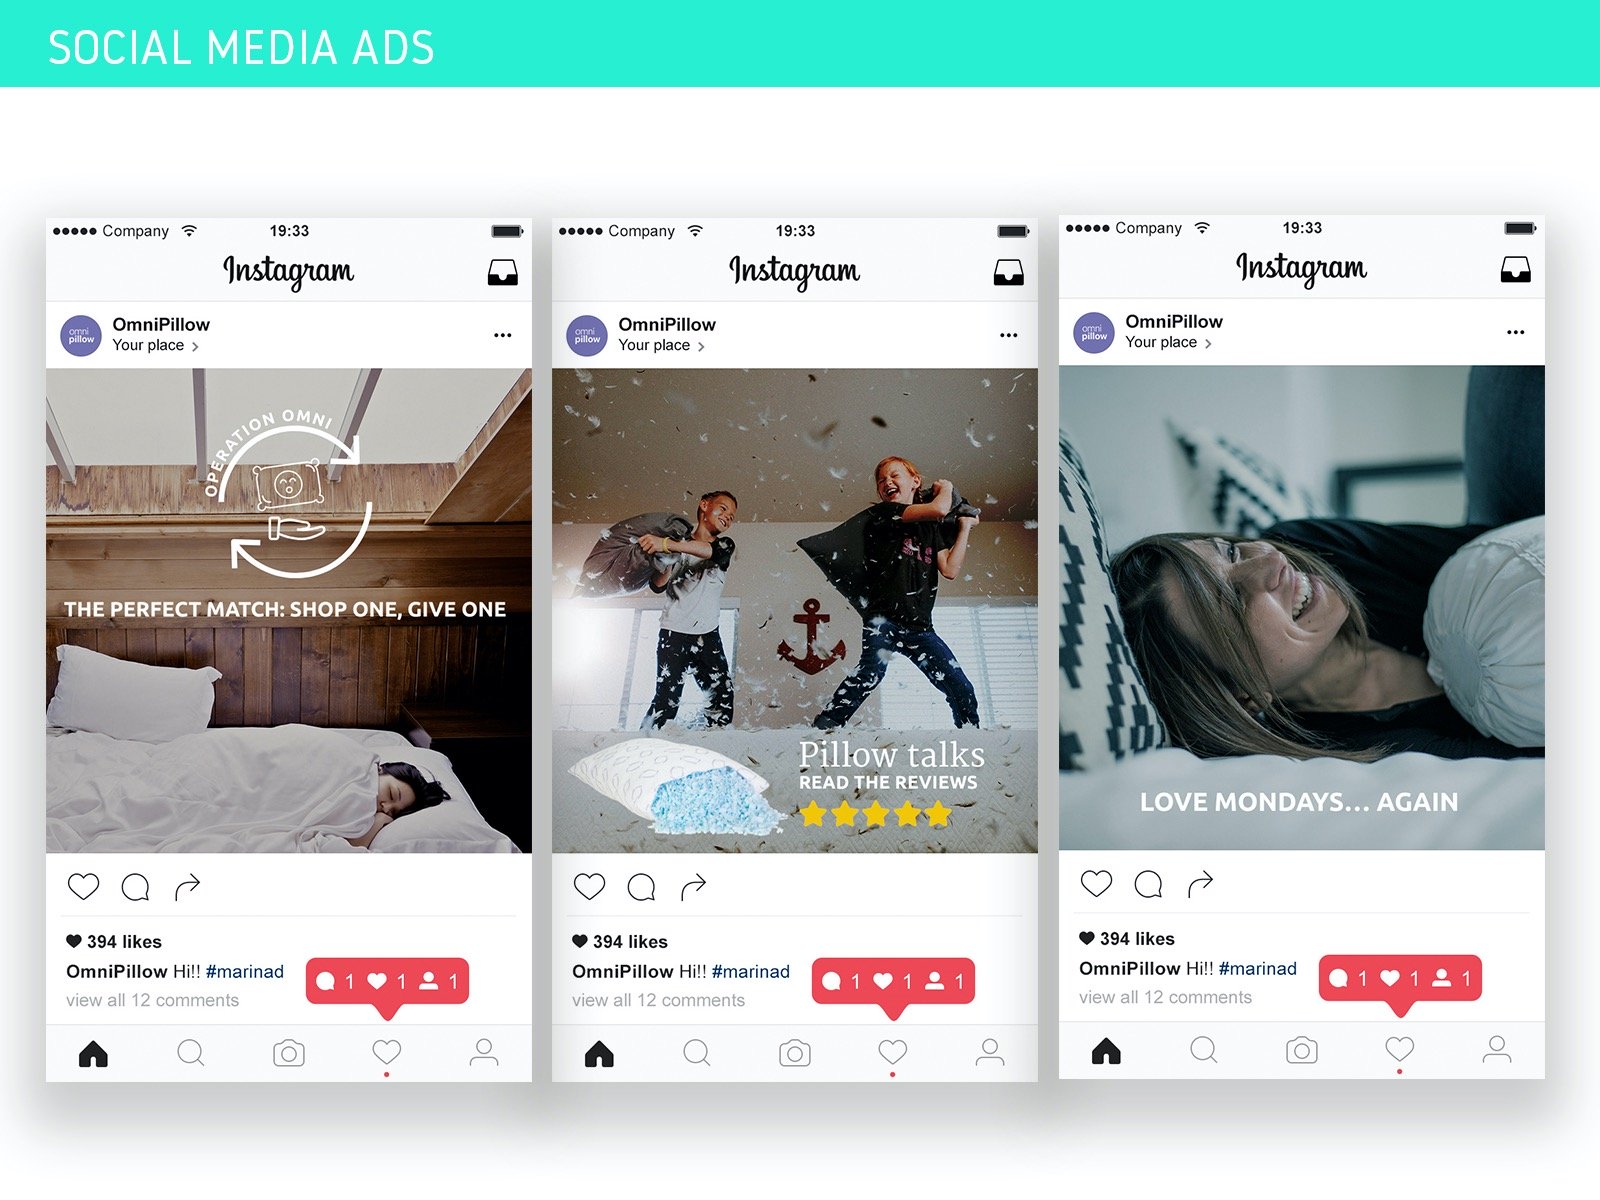 SOCIAL MEDIA ADS
Company 19:33
Instagram
omni
pillow
OmniPillow
Your place >
OPERATION OMNI
THE PERFECT MATCH: SHOP ONE, GIVE ONE
394 likes
OmniPillow Hi!! #marinad
view all 12 comments
1 1 1
Company 19:33
Instagram
omni
pillow
OmniPillow
Your place >
Pillow talks
READ THE REVIEWS
394 likes
OmniPillow Hi!! #marinad
view all 12 comments
1 1 1
Company 19:33
Instagram
omni
pillow
OmniPillow
Your place >
LOVE MONDAYS... AGAIN
394 likes
OmniPillow Hi!! #marinad
view all 12 comments
1 1 1